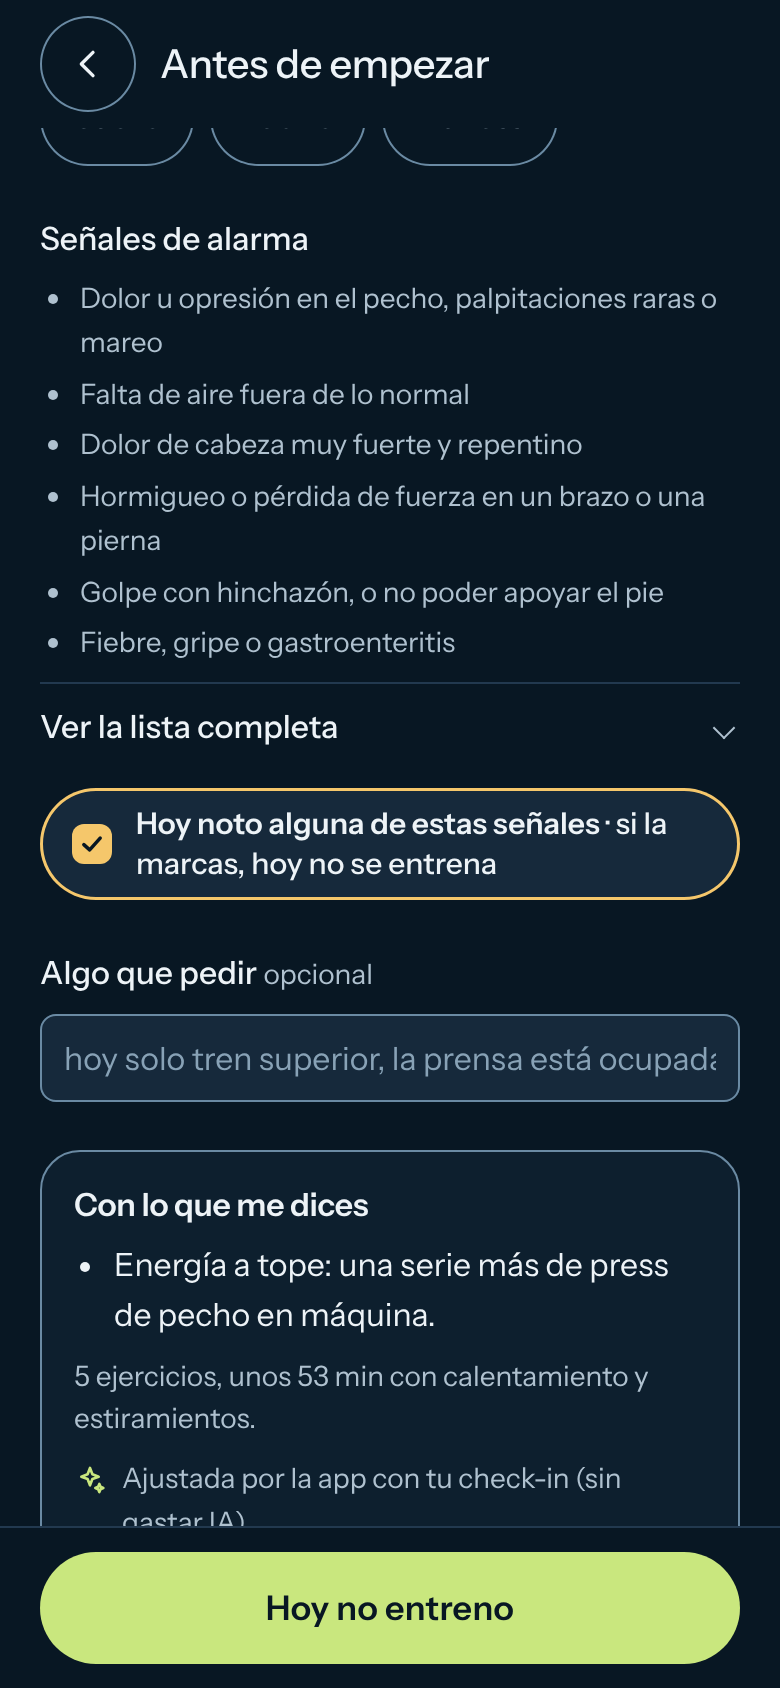 Antes de empezar
Señales de alarma
• Dolor u opresión en el pecho, palpitaciones raras o
mareo
• Falta de aire fuera de lo normal
• Dolor de cabeza muy fuerte y repentino
• Hormigueo o pérdida de fuerza en un brazo o una
pierna
• Golpe con hinchazón, o no poder apoyar el pie
• Fiebre, gripe o gastroenteritis
Ver la lista completa
Hoy noto alguna de estas señales · si la
marcas, hoy no se entrena
Algo que pedir opcional
hoy solo tren superior, la prensa está ocupada
Con lo que me dices
• Energía a tope: una serie más de press
de pecho en máquina.
5 ejercicios, unos 53 min con calentamiento y
estiramientos.
Ajustada por la app con tu check-in (sin
gastar IA)
Hoy no entreno